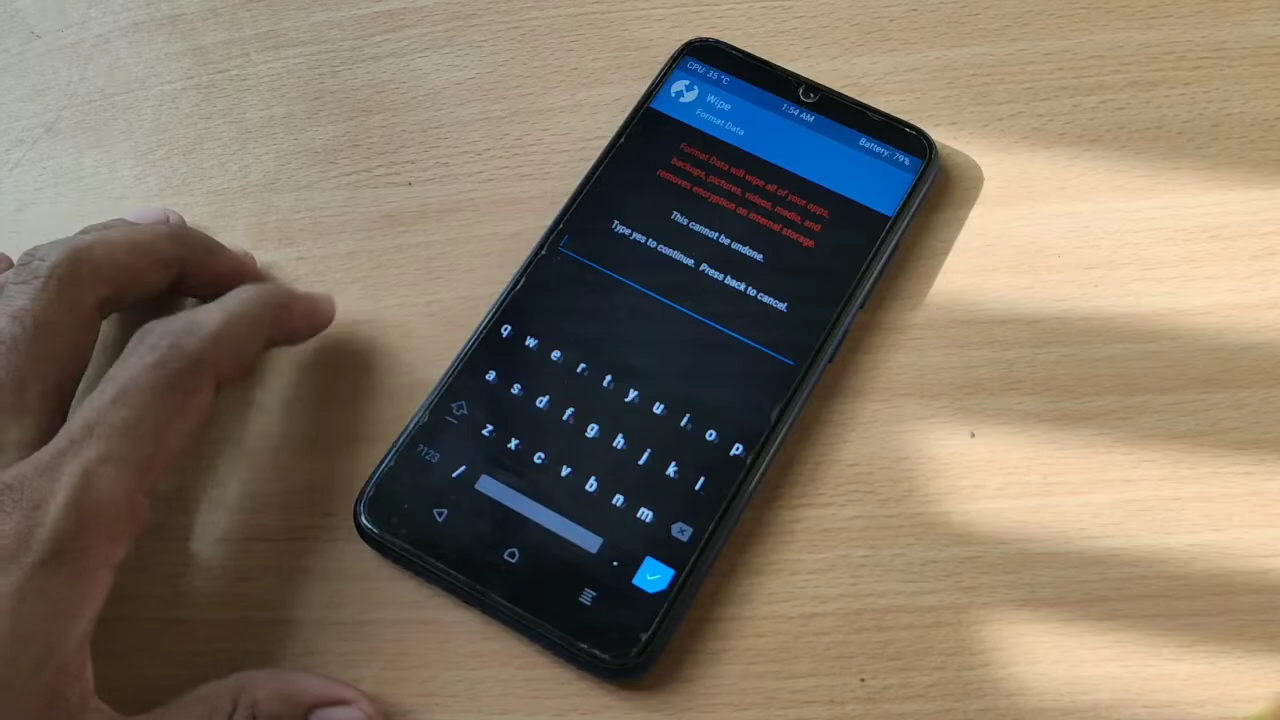 CPU: 35 °C
1:54 AM
Battery: 79%
Wipe
Format Data
Format Data will wipe all of your apps,
backups, pictures, videos, media, and
removes encryption on internal storage.
This cannot be undone.
Type yes to continue. Press back to cancel.
q w e r t y u i o p
a s d f g h j k l
z x c v b n m
?123 / .